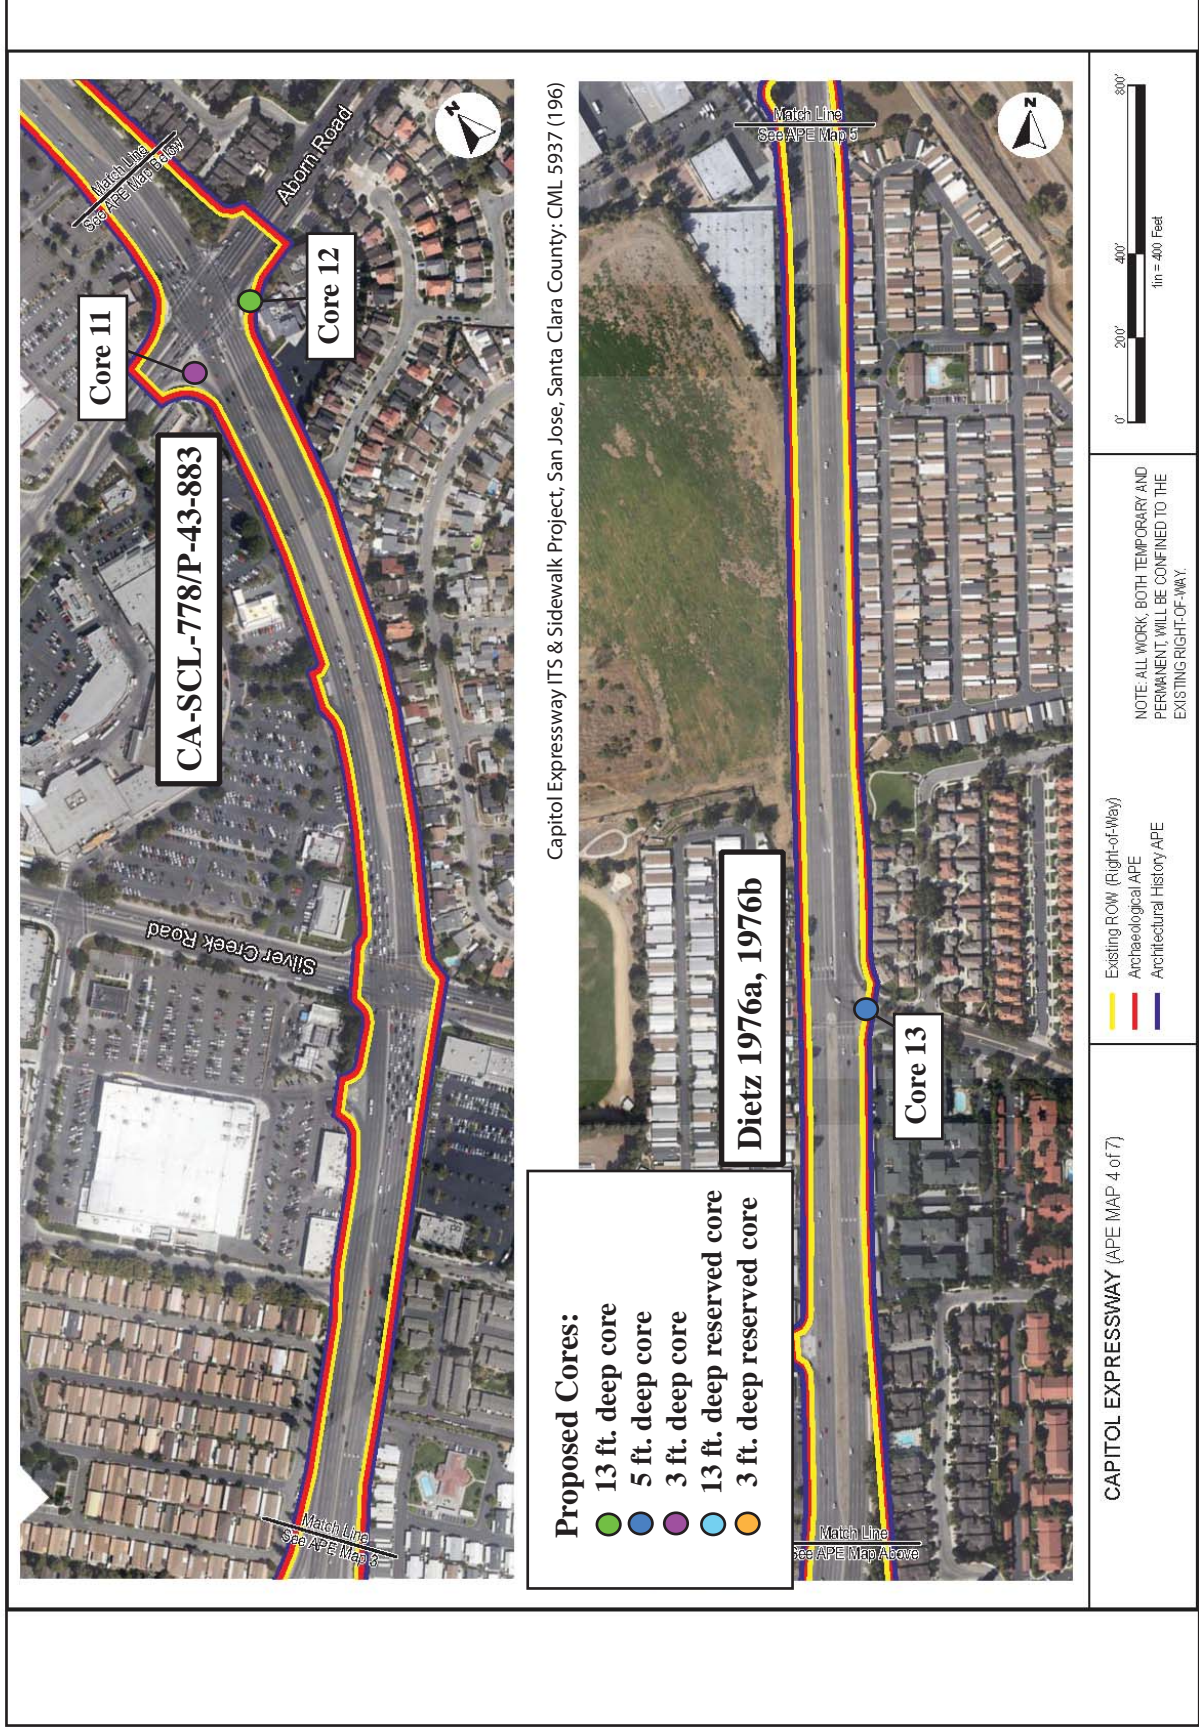 Match Line
See APE Map 3
Silver Creek Road
CA-SCL-778/P-43-883
Core 11
Core 12
Aborn Road
Match Line
See APE Map Below
N
Capitol Expressway ITS & Sidewalk Project, San Jose, Santa Clara County: CML 5937 (196)
Proposed Cores:
13 ft. deep core
5 ft. deep core
3 ft. deep core
13 ft. deep reserved core
3 ft. deep reserved core
Match Line
See APE Map Above
Dietz 1976a, 1976b
Core 13
Match Line
See APE Map 5
N
CAPITOL EXPRESSWAY (APE MAP 4 of 7)
Existing ROW (Right-of-Way)
Archaeological APE
Architectural History APE
NOTE: ALL WORK, BOTH TEMPORARY AND
PERMANENT, WILL BE CONFINED TO THE
EXISTING RIGHT-OF-WAY.
0' 200' 400' 800'
1in = 400 Feet